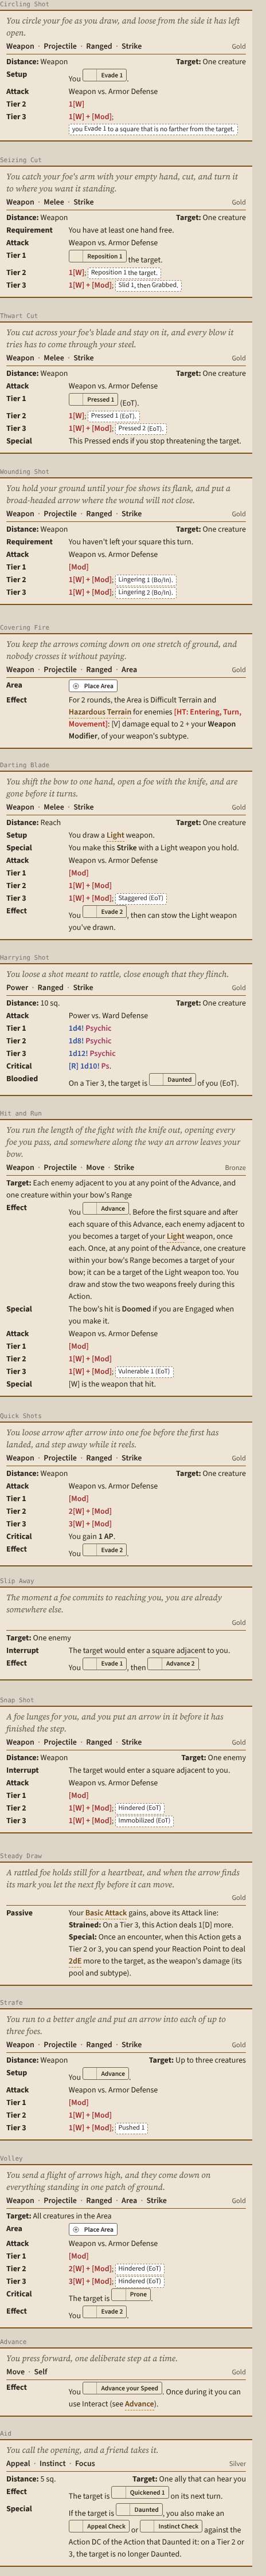 Circling Shot
You circle your foe as you draw, and loose from the side it has left
open.
Weapon · Projectile · Ranged · Strike Gold
Distance: Weapon Target: One creature
Setup You Evade 1.
Attack Weapon vs. Armor Defense
Tier 2 1[W]
Tier 3 1[W] + [Mod];
you Evade 1 to a square that is no farther from the target.
Seizing Cut
You catch your foe's arm with your empty hand, cut, and turn it
to where you want it standing.
Weapon · Melee · Strike Gold
Distance: Weapon Target: One creature
Requirement You have at least one hand free.
Attack Weapon vs. Armor Defense
Tier 1 Reposition 1 the target.
Tier 2 1[W]; Reposition 1 the target.
Tier 3 1[W] + [Mod]; Slid 1, then Grabbed.
Thwart Cut
You cut across your foe's blade and stay on it, and every blow it
tries has to come through your steel.
Weapon · Melee · Strike Gold
Distance: Weapon Target: One creature
Attack Weapon vs. Armor Defense
Tier 1 Pressed 1 (EoT).
Tier 2 1[W]; Pressed 1 (EoT).
Tier 3 1[W] + [Mod]; Pressed 2 (EoT).
Special This Pressed ends if you stop threatening the target.
Wounding Shot
You hold your ground until your foe shows its flank, and put a
broad-headed arrow where the wound will not close.
Weapon · Projectile · Ranged · Strike Gold
Distance: Weapon Target: One creature
Requirement You haven't left your square this turn.
Attack Weapon vs. Armor Defense
Tier 1 [Mod]
Tier 2 1[W] + [Mod]; Lingering 1 (Bo/In).
Tier 3 1[W] + [Mod]; Lingering 2 (Bo/In).
Covering Fire
You keep the arrows coming down on one stretch of ground, and
nobody crosses it without paying.
Weapon · Projectile · Ranged · Area Gold
Area Place Area
Effect For 2 rounds, the Area is Difficult Terrain and
Hazardous Terrain for enemies [HT: Entering, Turn,
Movement]: [V] damage equal to 2 + your Weapon
Modifier, of your weapon's subtype.
Darting Blade
You shift the bow to one hand, open a foe with the knife, and are
gone before it turns.
Weapon · Melee · Strike Gold
Distance: Reach Target: One creature
Setup You draw a Light weapon.
Special You make this Strike with a Light weapon you hold.
Attack Weapon vs. Armor Defense
Tier 1 [Mod]
Tier 2 1[W] + [Mod]
Tier 3 1[W] + [Mod]; Staggered (EoT)
Effect You Evade 2, then can stow the Light weapon
you've drawn.
Harrying Shot
You loose a shot meant to rattle, close enough that they flinch.
Power · Ranged · Strike Gold
Distance: 10 sq. Target: One creature
Attack Power vs. Ward Defense
Tier 1 1d4! Psychic
Tier 2 1d8! Psychic
Tier 3 1d12! Psychic
Critical [R] 1d10! Ps.
Bloodied On a Tier 3, the target is Daunted of you (EoT).
Hit and Run
You run the length of the fight with the knife out, opening every
foe you pass, and somewhere along the way an arrow leaves your
bow.
Weapon · Projectile · Move · Strike Bronze
Target: Each enemy adjacent to you at any point of the Advance, and
one creature within your bow's Range
Effect You Advance. Before the first square and after
each square of this Advance, each enemy adjacent to
you becomes a target of your Light weapon, once
each. Once, at any point of the Advance, one creature
within your bow's Range becomes a target of your
bow; it can be a target of the Light weapon too. You
draw and stow the two weapons freely during this
Action.
Special The bow's hit is Doomed if you are Engaged when
you make it.
Attack Weapon vs. Armor Defense
Tier 1 [Mod]
Tier 2 1[W] + [Mod]
Tier 3 1[W] + [Mod]; Vulnerable 1 (EoT)
Special [W] is the weapon that hit.
Quick Shots
You loose arrow after arrow into one foe before the first has
landed, and step away while it reels.
Weapon · Projectile · Ranged · Strike Gold
Distance: Weapon Target: One creature
Attack Weapon vs. Armor Defense
Tier 1 [Mod]
Tier 2 2[W] + [Mod]
Tier 3 3[W] + [Mod]
Critical You gain 1 AP.
Effect You Evade 2.
Slip Away
The moment a foe commits to reaching you, you are already
somewhere else.
Gold
Target: One enemy
Interrupt The target would enter a square adjacent to you.
Effect You Evade 1, then Advance 2.
Snap Shot
A foe lunges for you, and you put an arrow in it before it has
finished the step.
Weapon · Projectile · Ranged · Strike Gold
Distance: Weapon Target: One enemy
Interrupt The target would enter a square adjacent to you.
Attack Weapon vs. Armor Defense
Tier 1 [Mod]
Tier 2 1[W] + [Mod]; Hindered (EoT)
Tier 3 1[W] + [Mod]; Immobilized (EoT)
Steady Draw
A rattled foe holds still for a heartbeat, and when the arrow finds
its mark you let the next fly before it can move.
Gold
Passive Your Basic Attack gains, above its Attack line:
Strained: On a Tier 3, this Action deals 1[D] more.
Special: Once an encounter, when this Action gets a
Tier 2 or 3, you can spend your Reaction Point to deal
2dE more to the target, as the weapon's damage (its
pool and subtype).
Strafe
You run to a better angle and put an arrow into each of up to
three foes.
Weapon · Projectile · Ranged · Strike Gold
Distance: Weapon Target: Up to three creatures
Setup You Advance.
Attack Weapon vs. Armor Defense
Tier 1 [Mod]
Tier 2 1[W] + [Mod]
Tier 3 1[W] + [Mod]; Pushed 1
Volley
You send a flight of arrows high, and they come down on
everything standing in one patch of ground.
Weapon · Projectile · Ranged · Area · Strike Gold
Target: All creatures in the Area
Area Place Area
Attack Weapon vs. Armor Defense
Tier 1 [Mod]
Tier 2 2[W] + [Mod]; Hindered (EoT)
Tier 3 3[W] + [Mod]; Hindered (EoT)
Critical The target is Prone.
Effect You Evade 2.
Advance
You press forward, one deliberate step at a time.
Move · Self Gold
Effect You Advance your Speed. Once during it you can
use Interact (see Advance).
Aid
You call the opening, and a friend takes it.
Appeal · Instinct · Focus Silver
Distance: 5 sq. Target: One ally that can hear you
Effect The target is Quickened 1 on its next turn.
Special If the target is Daunted, you also make an
Appeal Check or Instinct Check against the
Action DC of the Action that Daunted it: on a Tier 2 or
3, the target is no longer Daunted.